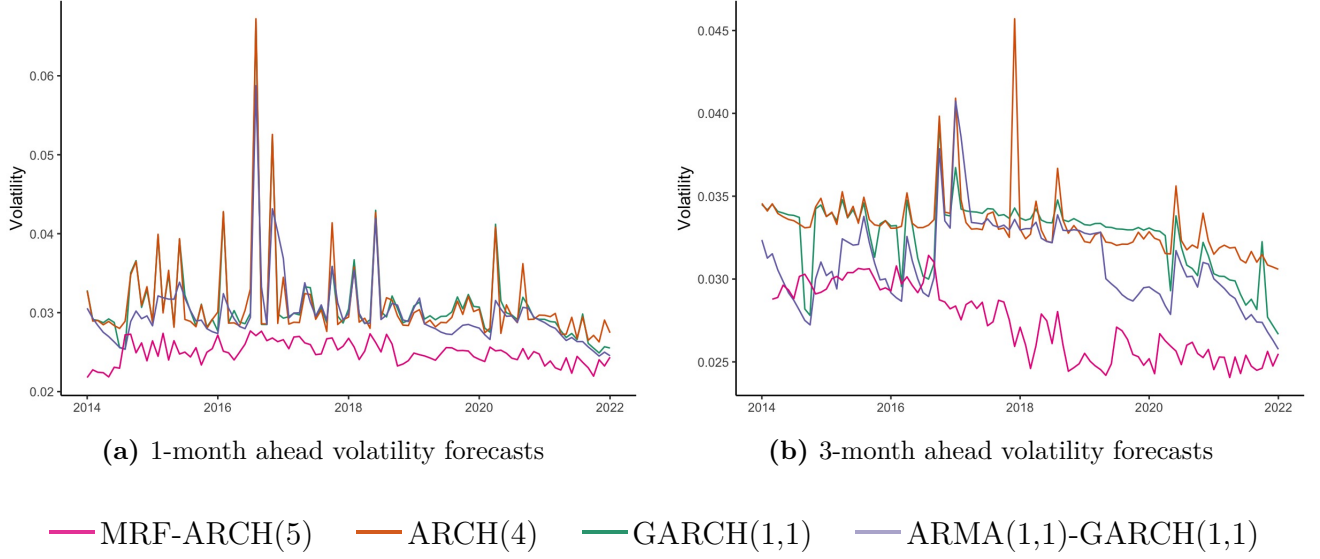 Volatility
0.06
0.05
0.04
0.03
0.02
2014 2016 2018 2020 2022
(a) 1-month ahead volatility forecasts
Volatility
0.045
0.040
0.035
0.030
0.025
2014 2016 2018 2020 2022
(b) 3-month ahead volatility forecasts
MRF-ARCH(5) ARCH(4) GARCH(1,1) ARMA(1,1)-GARCH(1,1)